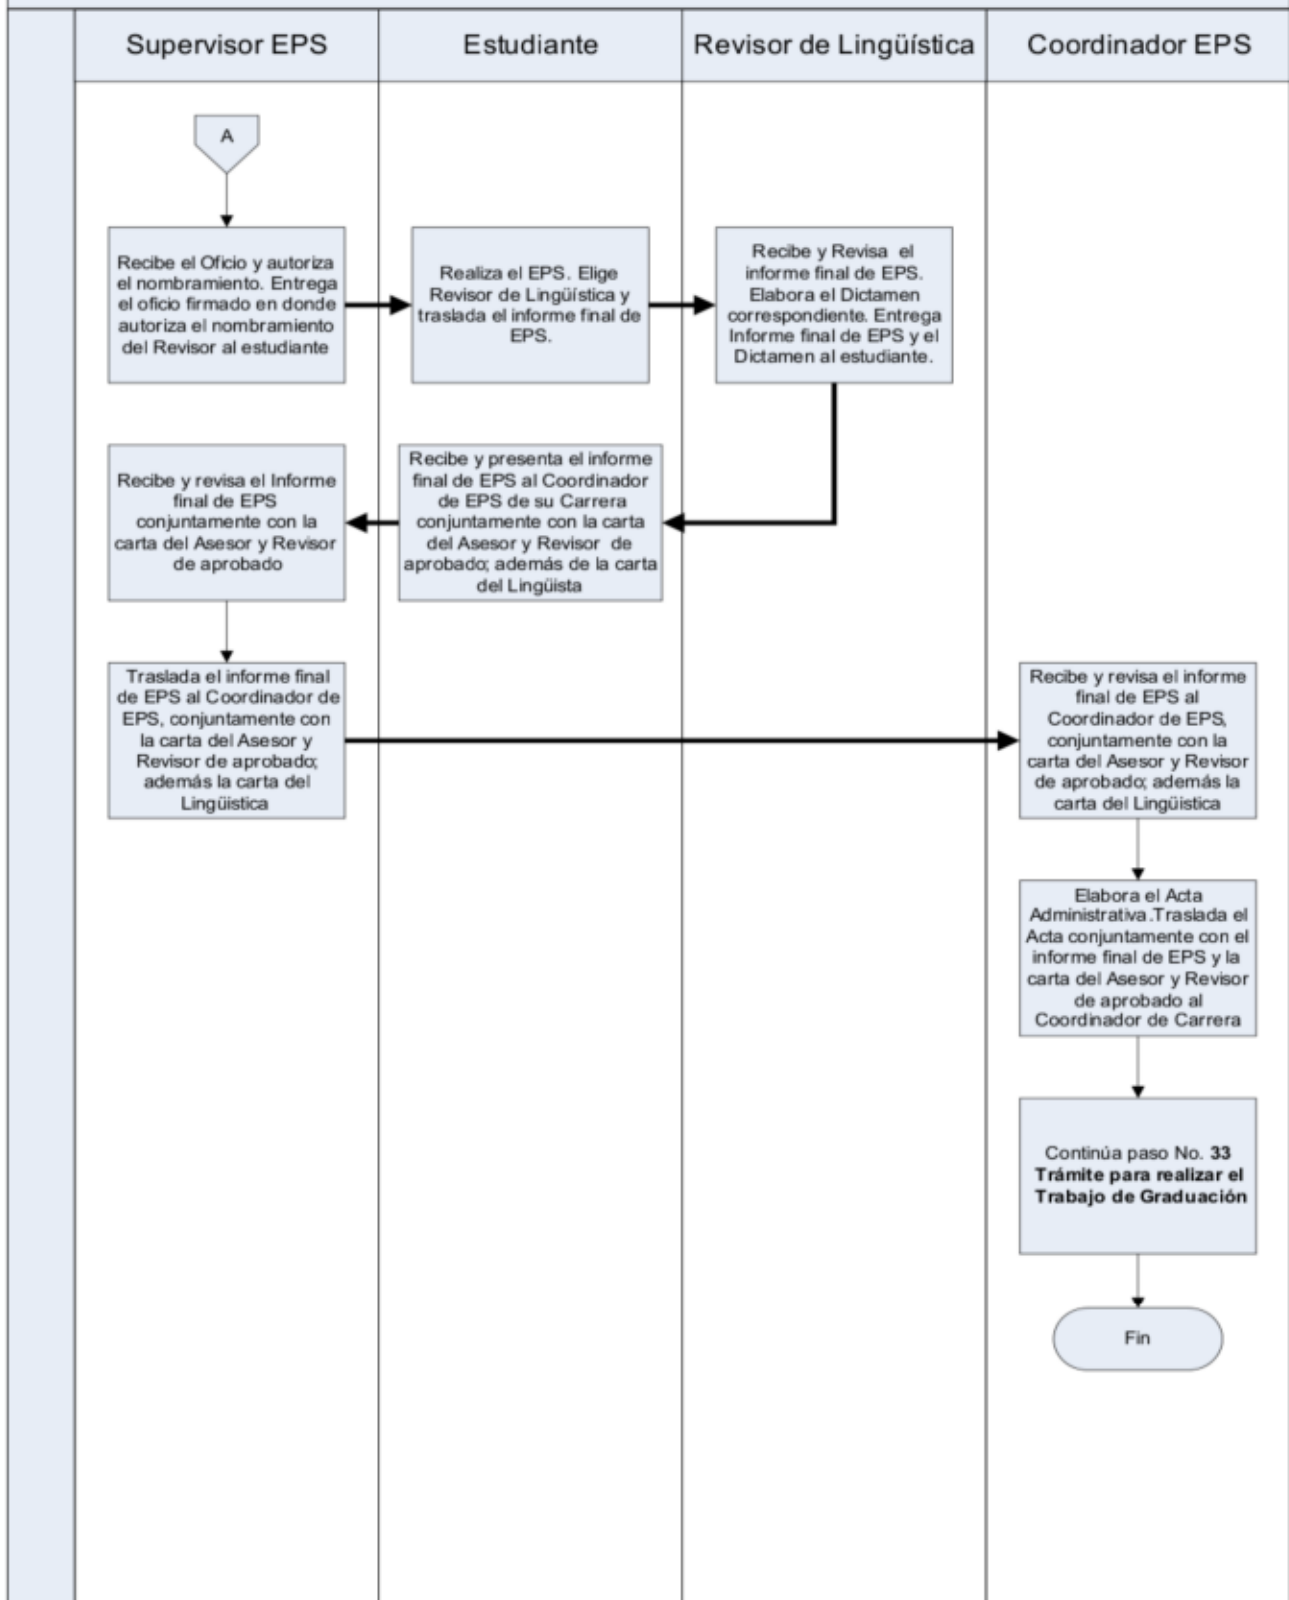 Supervisor EPS
Estudiante
Revisor de Lingüística
Coordinador EPS
A
Recibe el Oficio y autoriza
el nombramiento. Entrega
el oficio firmado en donde
autoriza el nombramiento
del Revisor al estudiante
Realiza el EPS. Elige
Revisor de Lingüística y
traslada el informe final de
EPS.
Recibe y Revisa el
informe final de EPS.
Elabora el Dictamen
correspondiente. Entrega
Informe final de EPS y el
Dictamen al estudiante.
Recibe y revisa el Informe
final de EPS
conjuntamente con la
carta del Asesor y Revisor
de aprobado
Recibe y presenta el informe
final de EPS al Coordinador
de EPS de su Carrera
conjuntamente con la carta
del Asesor y Revisor de
aprobado; además de la carta
del Lingüista
Traslada el informe final
de EPS al Coordinador de
EPS, conjuntamente con
la carta del Asesor y
Revisor de aprobado;
además la carta del
Lingüistica
Recibe y revisa el informe
final de EPS al
Coordinador de EPS,
conjuntamente con la
carta del Asesor y Revisor
de aprobado; además la
carta del Lingüistica
Elabora el Acta
Administrativa.Traslada el
Acta conjuntamente con el
informe final de EPS y la
carta del Asesor y Revisor
de aprobado al
Coordinador de Carrera
Continúa paso No. 33
Trámite para realizar el
Trabajo de Graduación
Fin